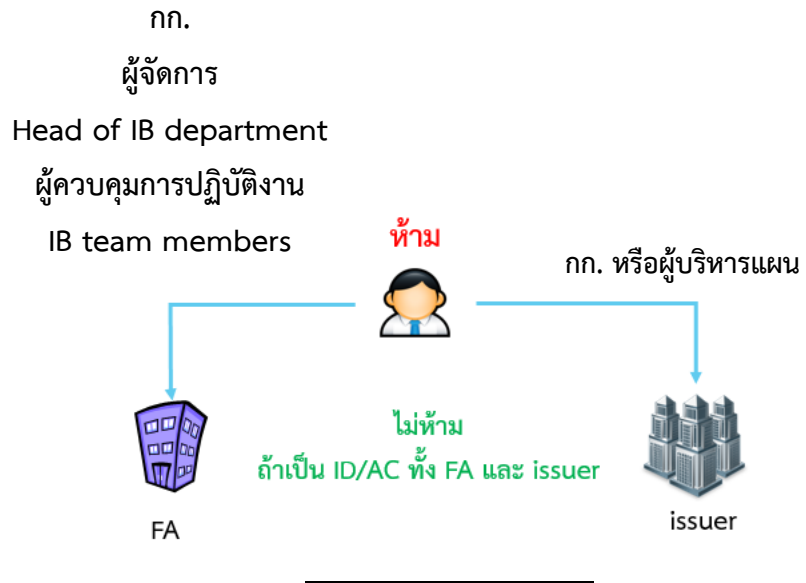 กก.
ผู้จัดการ
Head of IB department
ผู้ควบคุมการปฏิบัติงาน
IB team members
ห้าม
กก. หรือผู้บริหารแผน
ไม่ห้าม
ถ้าเป็น ID/AC ทั้ง FA และ issuer
FA
issuer